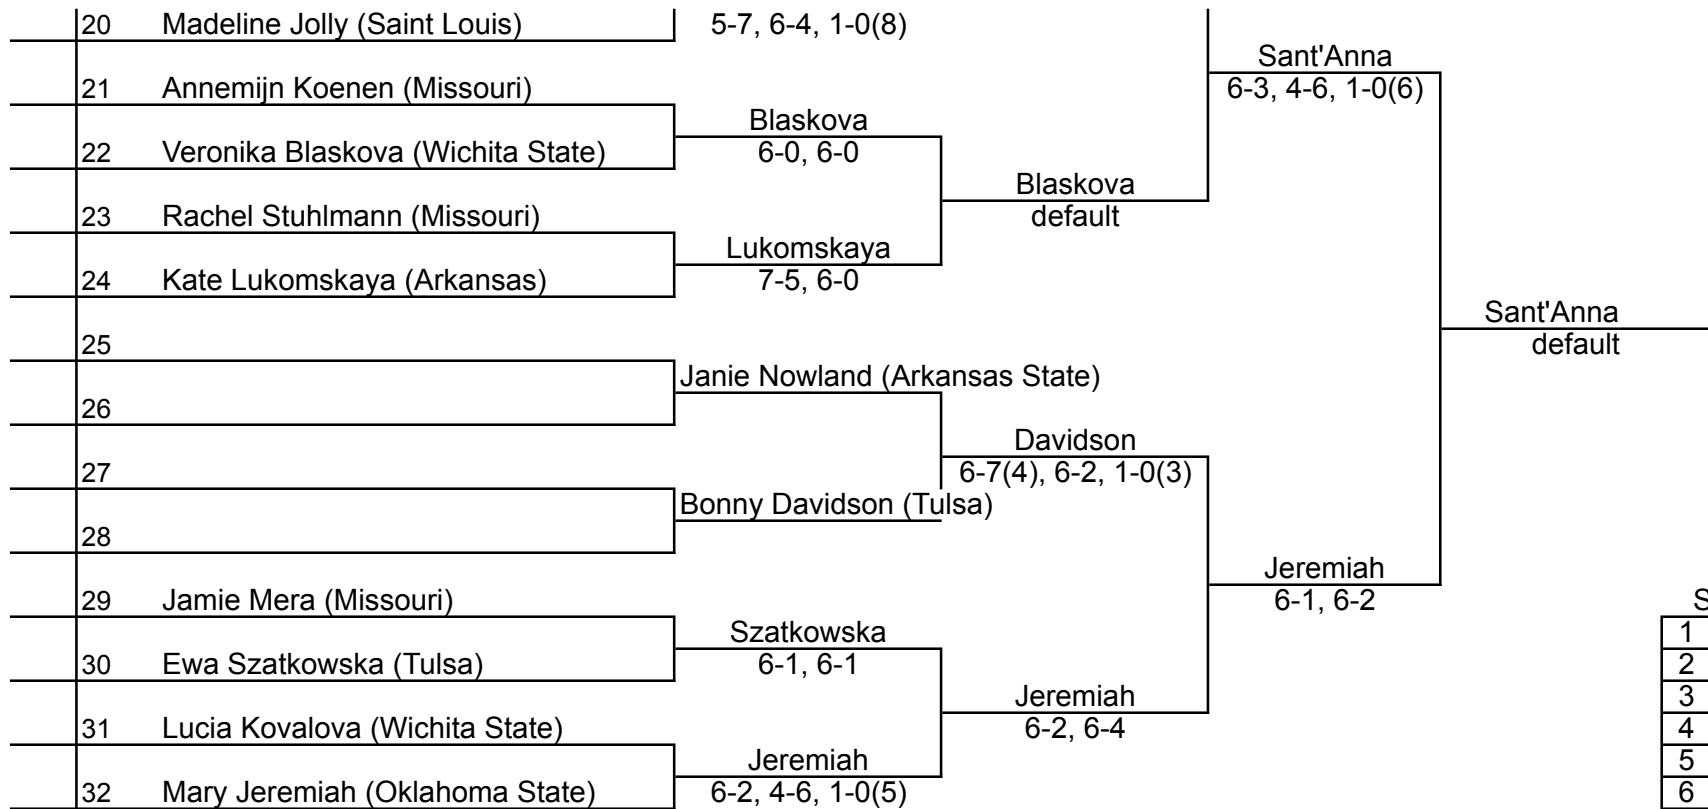 20 Madeline Jolly (Saint Louis) 5-7, 6-4, 1-0(8)
Sant'Anna
21 Annemijn Koenen (Missouri) 6-3, 4-6, 1-0(6)
Blaskova
22 Veronika Blaskova (Wichita State) 6-0, 6-0
Blaskova
23 Rachel Stuhlmann (Missouri) default
Lukomskaya
24 Kate Lukomskaya (Arkansas) 7-5, 6-0
Sant'Anna
25 default
Janie Nowland (Arkansas State)
26
Davidson
27 6-7(4), 6-2, 1-0(3)
Bonny Davidson (Tulsa)
28
Jeremiah
29 Jamie Mera (Missouri) 6-1, 6-2 S
Szatkowska 1
30 Ewa Szatkowska (Tulsa) 6-1, 6-1 2
Jeremiah 3
31 Lucia Kovalova (Wichita State) 6-2, 6-4 4
Jeremiah 5
32 Mary Jeremiah (Oklahoma State) 6-2, 4-6, 1-0(5) 6